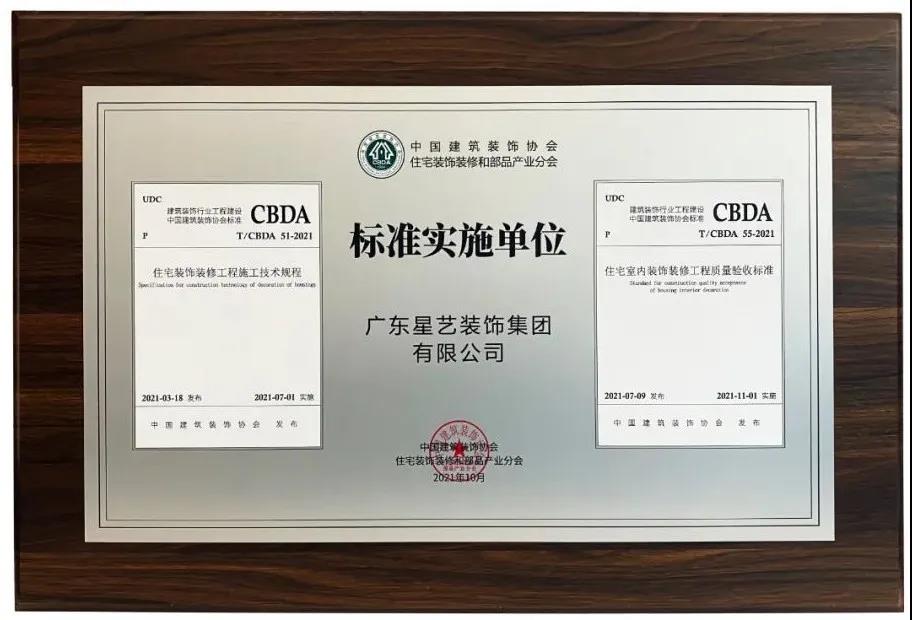 中国建筑装饰协会
住宅装饰装修和部品产业分会
CBDA
标准实施单位
广东星艺装饰集团
有限公司
UDC
建筑装饰行业工程建设
中国建筑装饰协会标准
CBDA
P
T/CBDA 51-2021
住宅装饰装修工程施工技术规程
Specification for construction technology of decoration of housings
2021-03-18 发布
2021-07-01 实施
中国建筑装饰协会 发布
UDC
建筑装饰行业工程建设
中国建筑装饰协会标准
CBDA
P
T/CBDA 55-2021
住宅室内装饰装修工程质量验收标准
Standard for construction quality acceptance
of housing interior decoration
2021-07-09 发布
2021-11-01 实施
中国建筑装饰协会 发布
中国建筑装饰协会
住宅装饰装修和部品产业分会
2021年10月